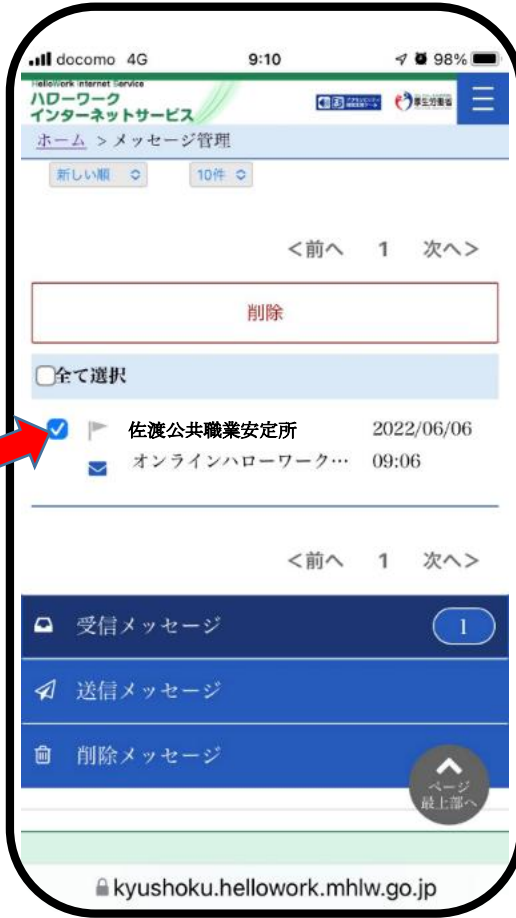 docomo 4G 9:10 98%
HelloWork Internet Service
ハローワーク
インターネットサービス
厚生労働省
ホーム > メッセージ管理
新しい順 10件
<前へ 1 次へ>
削除
全て選択
佐渡公共職業安定所 2022/06/06
オンラインハローワーク… 09:06
<前へ 1 次へ>
受信メッセージ 1
送信メッセージ
削除メッセージ
ページ
最上部へ
kyushoku.hellowork.mhlw.go.jp